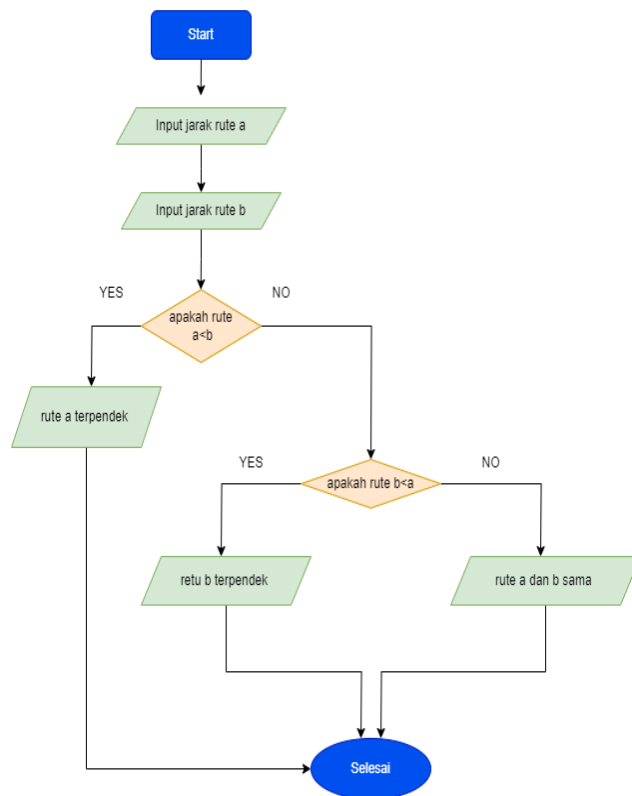 Start
Input jarak rute a
Input jarak rute b
YES
NO
apakah rute
a<b
rute a terpendek
YES
NO
apakah rute b<a
retu b terpendek
rute a dan b sama
Selesai